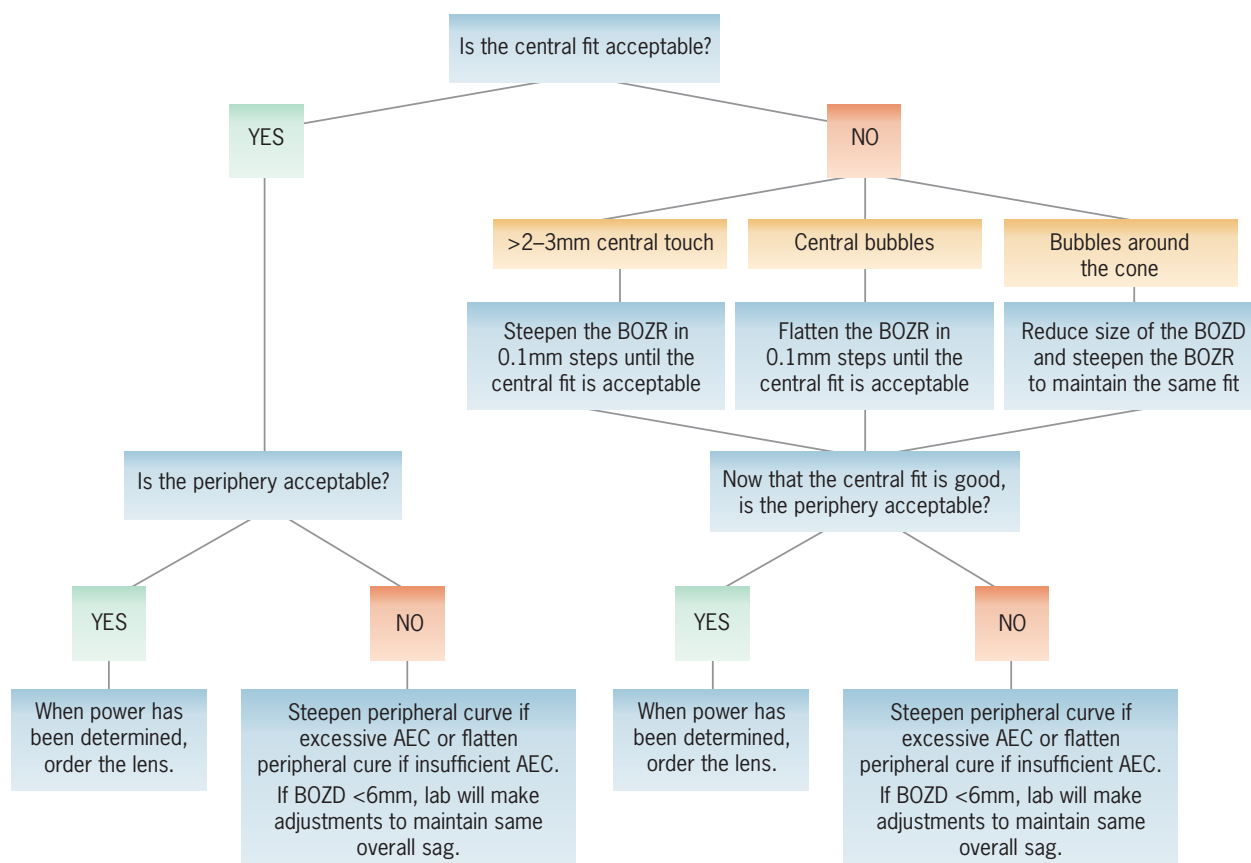 Is the central fit acceptable?
YES
NO
>2–3mm central touch
Central bubbles
Bubbles around
the cone
Steepen the BOZR in
0.1mm steps until the
central fit is acceptable
Flatten the BOZR in
0.1mm steps until the
central fit is acceptable
Reduce size of the BOZD
and steepen the BOZR
to maintain the same fit
Is the periphery acceptable?
Now that the central fit is good,
is the periphery acceptable?
YES
NO
YES
NO
When power has
been determined,
order the lens.
Steepen peripheral curve if
excessive AEC or flatten
peripheral cure if insufficient AEC.
If BOZD <6mm, lab will make
adjustments to maintain same
overall sag.
When power has
been determined,
order the lens.
Steepen peripheral curve if
excessive AEC or flatten
peripheral cure if insufficient AEC.
If BOZD <6mm, lab will make
adjustments to maintain same
overall sag.